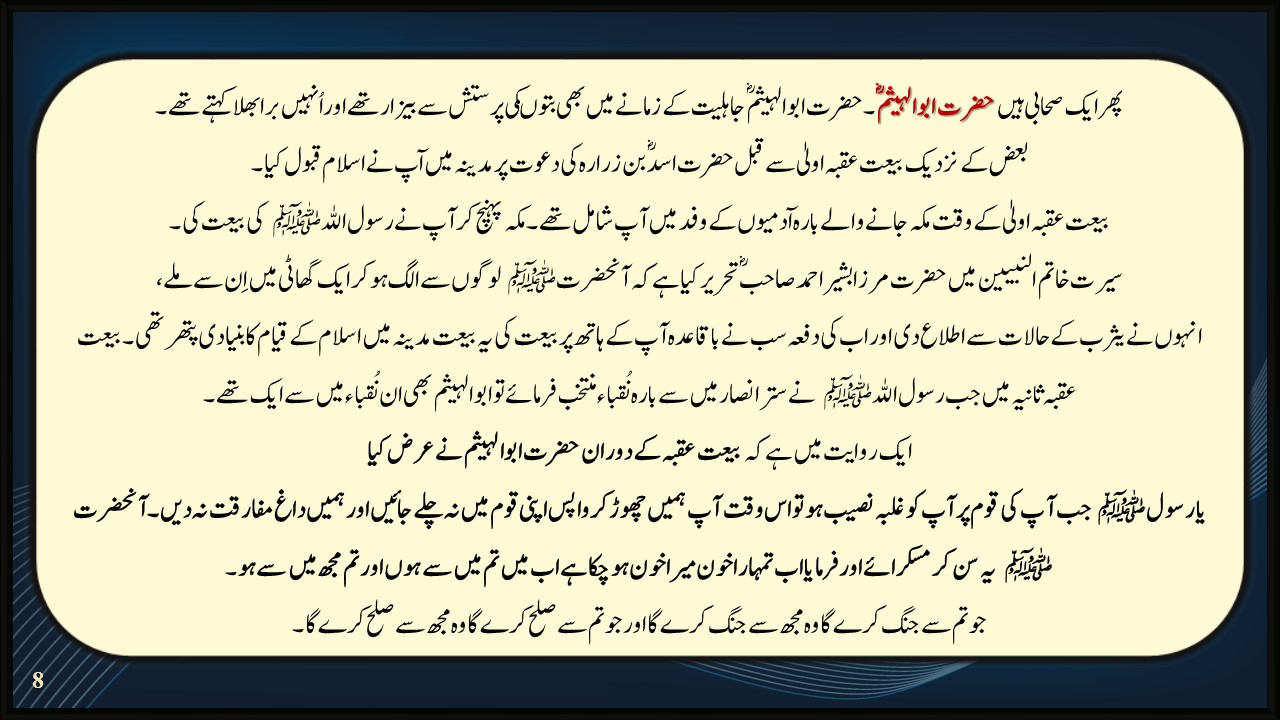 پھر ایک صحابی ہیں حضرت ابوالہیثمؓ۔ حضرت ابوالہیثمؓ جاہلیت کے زمانے میں بھی بتوں کی پرستش سے بیزار تھے اور اُنہیں برا بھلا کہتے تھے۔
بعض کے نزدیک بیعت عقبہ اولیٰ سے قبل حضرت اسدؓ بن زرارہ کی دعوت پر مدینہ میں آپ نے اسلام قبول کیا۔
بیعت عقبہ اولیٰ کے وقت مکہ جانے والے بارہ آدمیوں کے وفد میں آپ شامل تھے۔ مکہ پہنچ کر آپ نے رسول اللہ ﷺ کی بیعت کی۔
سیرت خاتم النبیین میں حضرت مرزا بشیر احمد صاحبؓ تحریر کیا ہے کہ آنحضرت ﷺ لوگوں سے الگ ہو کر ایک گھاٹی میں اِن سے ملے،
انہوں نے یثرب کے حالات سے اطلاع دی اور اب کی دفعہ سب نے باقاعدہ آپ کے ہاتھ پر بیعت کی یہ بیعت مدینہ میں اسلام کے قیام کا بنیادی پتھر تھی۔ بیعت
عقبہ ثانیہ میں جب رسول اللہ ﷺ نے ستر انصار میں سے بارہ نُقباء منتخب فرمائے تو ابوالہیثم بھی ان نُقباء میں سے ایک تھے۔
ایک روایت میں ہے کہ بیعت عقبہ کے دوران حضرت ابوالہیثم نے عرض کیا
یا رسول ﷺ جب آپ کی قوم پر آپ کو غلبہ نصیب ہو تو اس وقت آپ ہمیں چھوڑ کر واپس اپنی قوم میں نہ چلے جائیں اور ہمیں داغ مفارقت نہ دیں۔ آنحضرت
ﷺ یہ سن کر مسکرائے اور فرمایا اب تمہارا خون میرا خون ہو چکا ہے اب میں تم میں سے ہوں اور تم مجھ میں سے ہو۔
جو تم سے جنگ کرے گا وہ مجھ سے جنگ کرے گا اور جو تم سے صلح کرے گا وہ مجھ سے صلح کرے گا۔
8